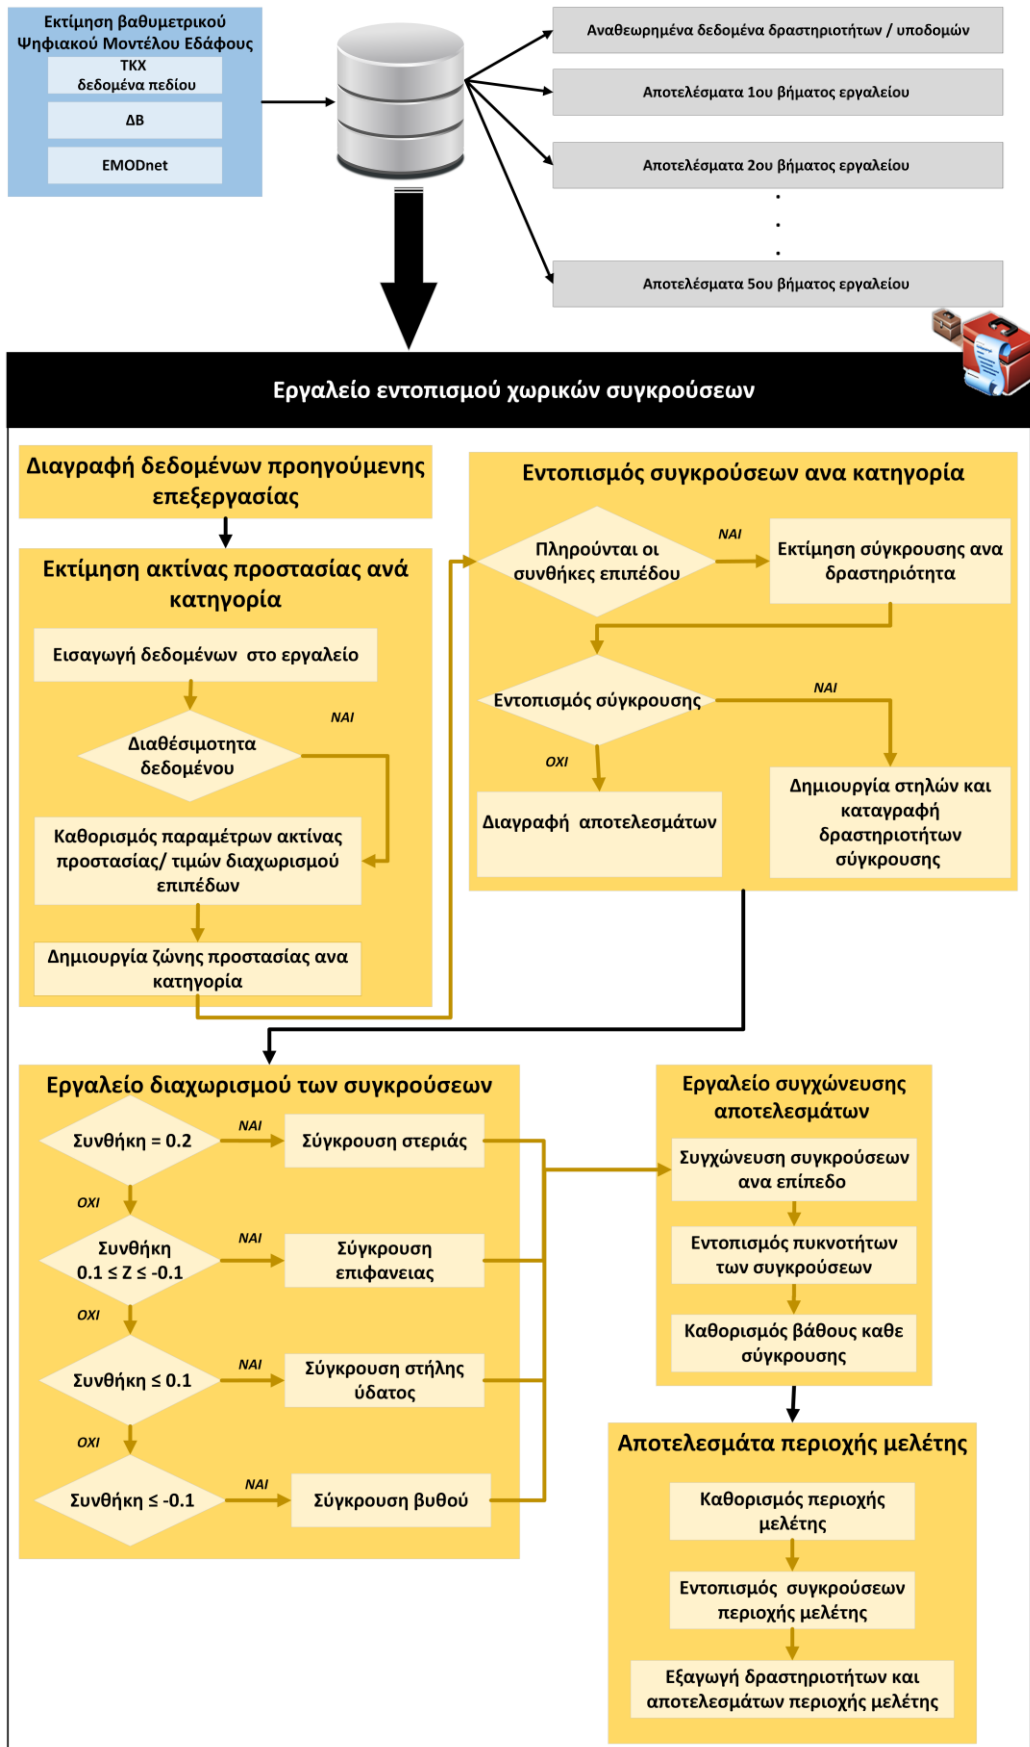 Εκτίμηση βαθυμετρικού
Ψηφιακού Μοντέλου Εδάφους
ΤΚΧ
δεδομένα πεδίου
ΔΒ
EMODnet
Αναθεωρημένα δεδομένα δραστηριοτήτων / υποδομών
Αποτελέσματα 1ου βήματος εργαλείου
Αποτελέσματα 2ου βήματος εργαλείου
.
.
.
Αποτελέσματα 5ου βήματος εργαλείου
Εργαλείο εντοπισμού χωρικών συγκρούσεων
Διαγραφή δεδομένων προηγούμενης
επεξεργασίας
Εκτίμηση ακτίνας προστασίας ανά
κατηγορία
Εισαγωγή δεδομένων στο εργαλείο
ΝΑΙ
Διαθέσιμοτητα
δεδομένου
Καθορισμός παραμέτρων ακτίνας
προστασίας/ τιμών διαχωρισμού
επιπέδων
Δημιουργία ζώνης προστασίας ανα
κατηγορία
Εντοπισμός συγκρούσεων ανα κατηγορία
Πληρούνται οι
συνθήκες επιπέδου
ΝΑΙ
Εκτίμηση σύγκρουσης ανα
δραστηριότητα
Εντοπισμός σύγκρουσης
ΝΑΙ
ΟΧΙ
Διαγραφή αποτελεσμάτων
Δημιουργία στηλών και
καταγραφή
δραστηριοτήτων
σύγκρουσης
Εργαλείο διαχωρισμού των συγκρούσεων
Συνθήκη = 0.2
ΝΑΙ
Σύγκρουση στεριάς
ΟΧΙ
Συνθήκη
0.1 ≤ Z ≤ -0.1
ΝΑΙ
Σύγκρουση
επιφανειας
ΟΧΙ
Συνθήκη ≤ 0.1
ΝΑΙ
Σύγκρουση στήλης
ύδατος
ΟΧΙ
Συνθήκη ≤ -0.1
ΝΑΙ
Σύγκρουση βυθού
Εργαλείο συγχώνευσης
αποτελεσμάτων
Συγχώνευση συγκρούσεων
ανα επίπεδο
Εντοπισμός πυκνοτήτων
των συγκρούσεων
Καθορισμός βάθους καθε
σύγκρουσης
Αποτελεσμάτα περιοχής μελέτης
Καθορισμός περιοχής
μελέτης
Εντοπισμός συγκρούσεων
περιοχής μελέτης
Εξαγωγή δραστηριοτήτων και
αποτελεσμάτων περιοχής μελέτης